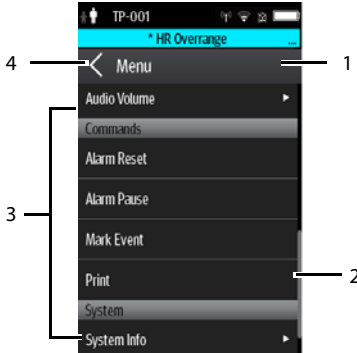 TP-001
* HR Overrange ...
4 Menu 1
Audio Volume
Commands
Alarm Reset
Alarm Pause
3
Mark Event
Print 2
System
System Info